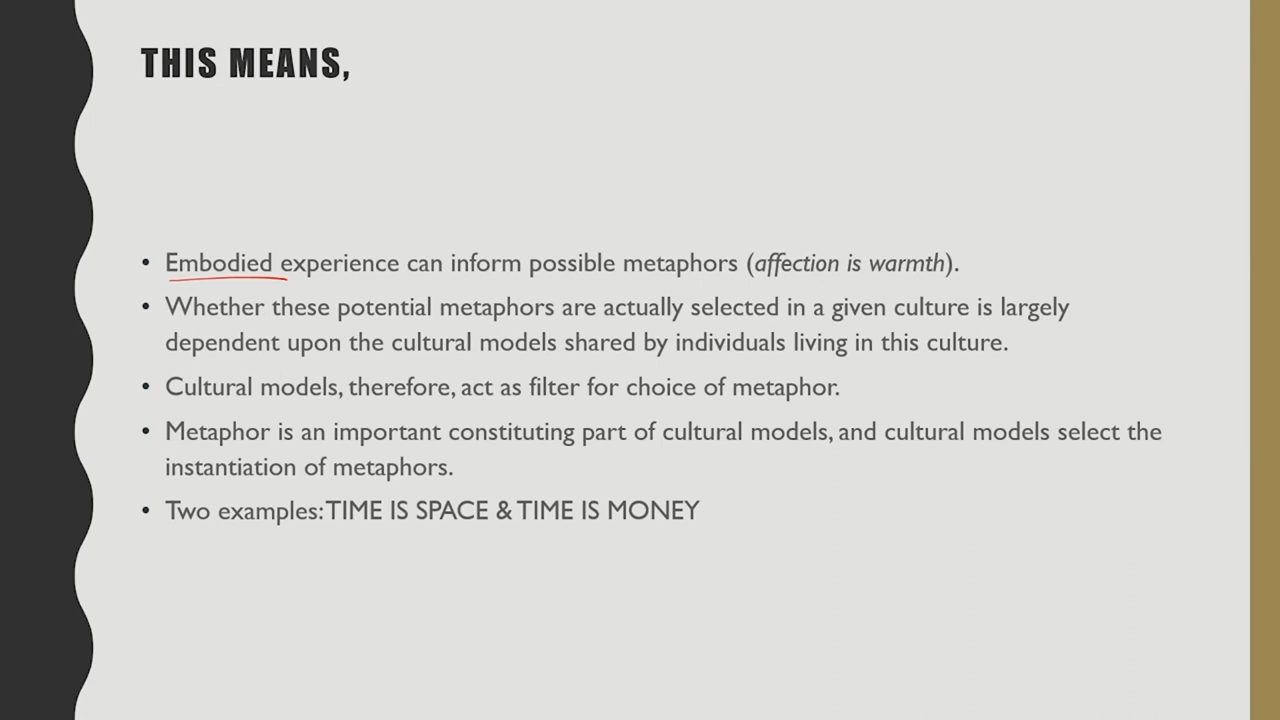 THIS MEANS,
• Embodied experience can inform possible metaphors (affection is warmth).
• Whether these potential metaphors are actually selected in a given culture is largely
dependent upon the cultural models shared by individuals living in this culture.
• Cultural models, therefore, act as filter for choice of metaphor.
• Metaphor is an important constituting part of cultural models, and cultural models select the
instantiation of metaphors.
• Two examples: TIME IS SPACE & TIME IS MONEY